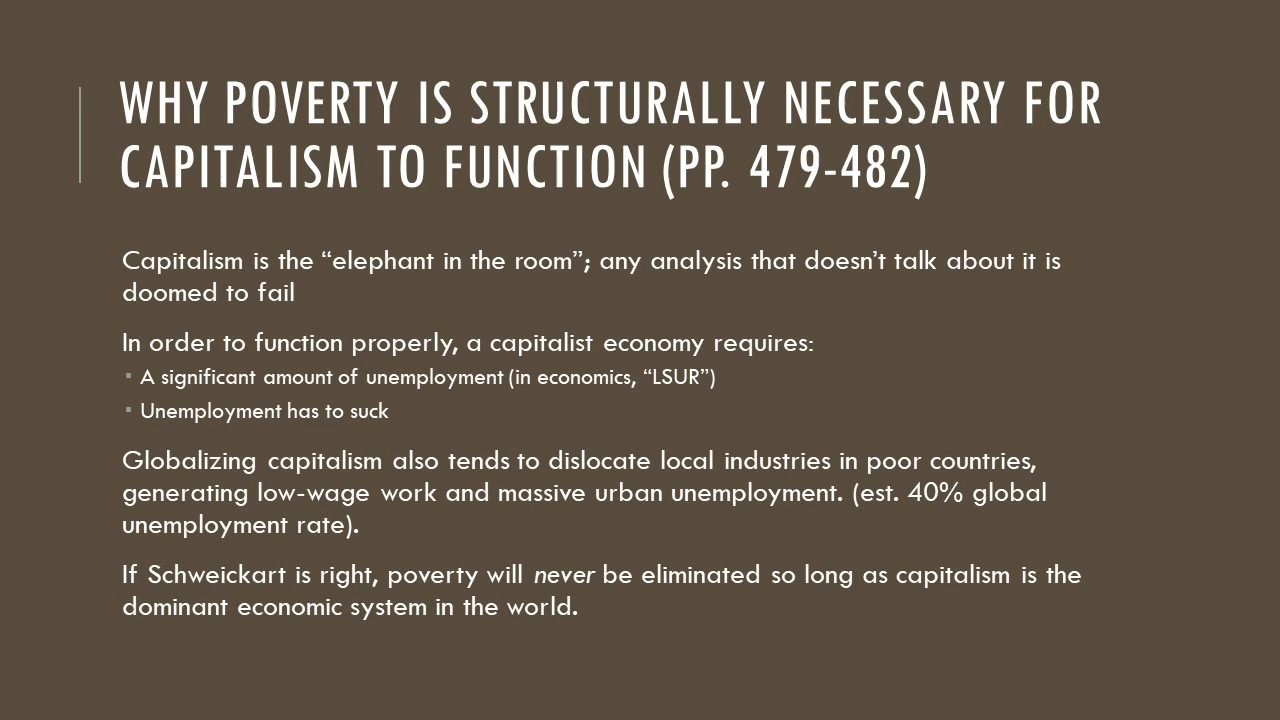 WHY POVERTY IS STRUCTURALLY NECESSARY FOR
CAPITALISM TO FUNCTION (PP. 479-482)
Capitalism is the “elephant in the room”; any analysis that doesn’t talk about it is
doomed to fail
In order to function properly, a capitalist economy requires:
▪ A significant amount of unemployment (in economics, “LSUR”)
▪ Unemployment has to suck
Globalizing capitalism also tends to dislocate local industries in poor countries,
generating low-wage work and massive urban unemployment. (est. 40% global
unemployment rate).
If Schweickart is right, poverty will never be eliminated so long as capitalism is the
dominant economic system in the world.